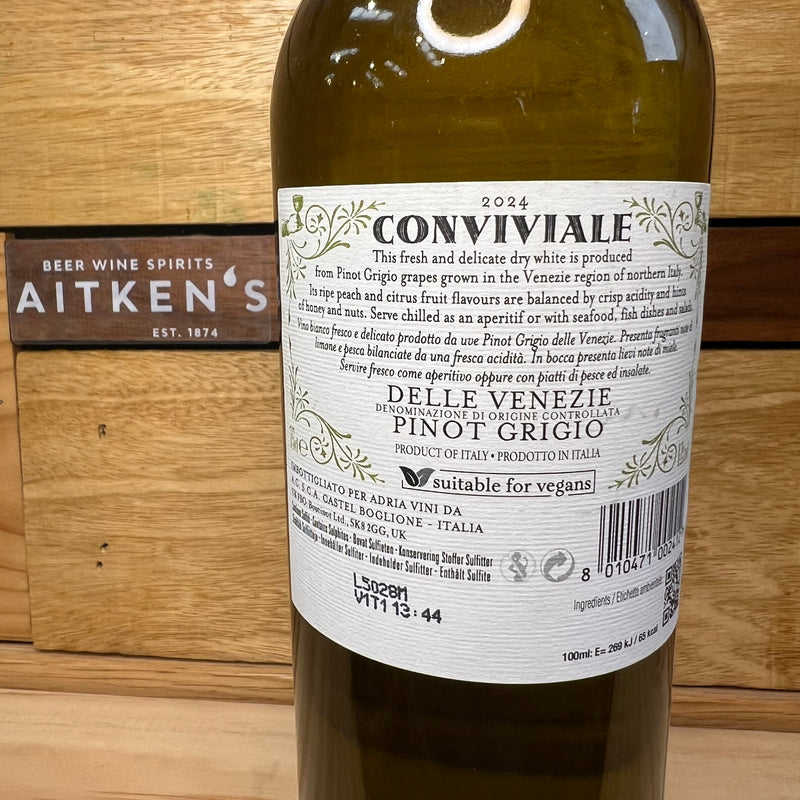 BEER WINE SPIRITS
AITKEN'S
EST. 1874
2024
CONVIVIALE
This fresh and delicate dry white is produced
from Pinot Grigio grapes grown in the Venezie region of northern Italy.
Its ripe peach and citrus fruit flavours are balanced by crisp acidity and hints
of honey and nuts. Serve chilled as an aperitif or with seafood, fish dishes and salads.
Vino bianco fresco e delicato prodotto da uve Pinot Grigio delle Venezie. Presenta fragranti note di
limone e pesca bilanciate da una fresca acidità. In bocca presenta lievi note di miele.
Servire fresco come aperitivo oppure con piatti di pesce ed insalate.
DELLE VENEZIE
DENOMINAZIONE DI ORIGINE CONTROLLATA
PINOT GRIGIO
PRODUCT OF ITALY • PRODOTTO IN ITALIA
suitable for vegans
IMBOTTIGLIATO PER ADRIA VINI DA
A.C. S.C.A. CASTEL BOGLIONE - ITALIA
Ltd., SK8 2GG, UK
Contains Sulphites - Bevat Sulfieten - Konservering Stoffer Sulfitter
Innehåller Sulfiter - Indeholder Sulfitter - Enthält Sulfite
L5028M
V1T1 13:44
8 010471 002
Ingredients / Etichetta ambientale:
100ml: E= 269 kJ / 65 kcal